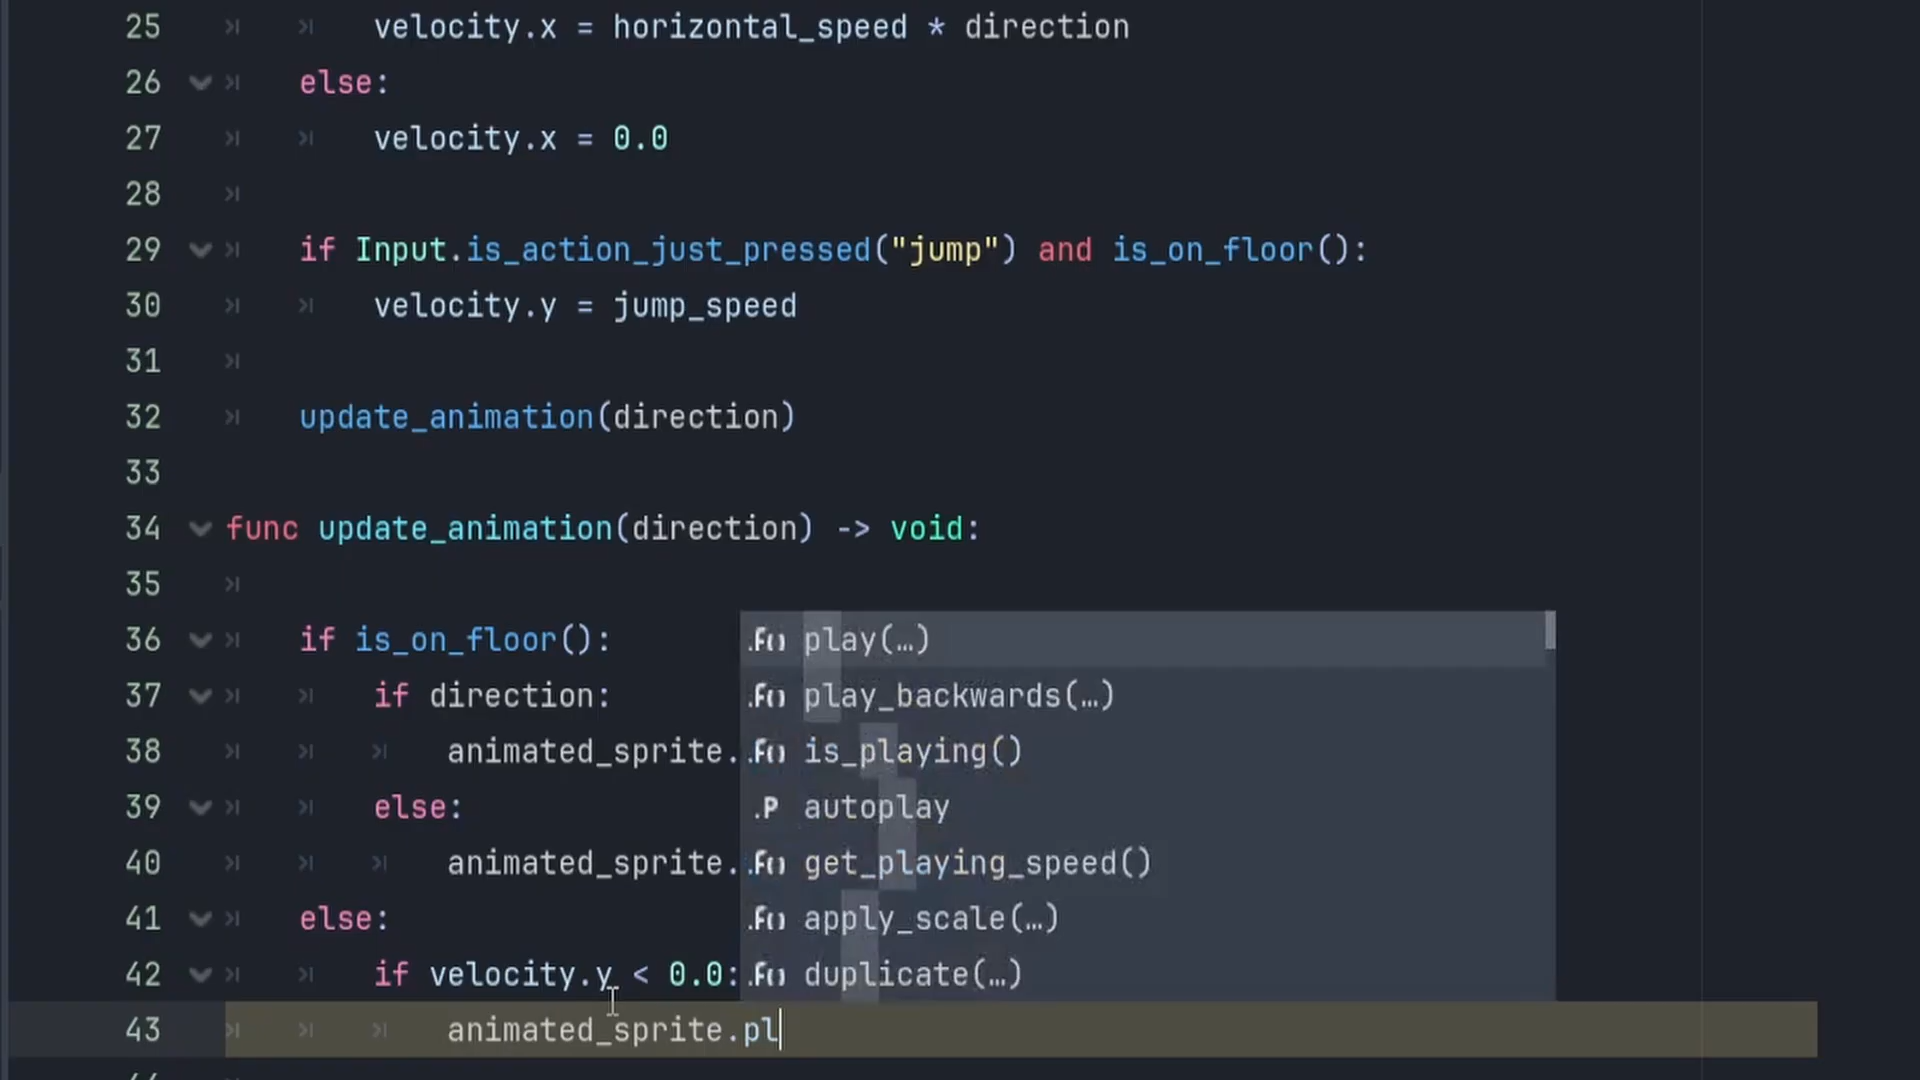 25 velocity.x = horizontal_speed * direction
26 else:
27 velocity.x = 0.0
28
29 if Input.is_action_just_pressed("jump") and is_on_floor():
30 velocity.y = jump_speed
31
32 update_animation(direction)
33
34 func update_animation(direction) -> void:
35
36 if is_on_floor():
37 if direction:
38 animated_sprite.
39 else:
40 animated_sprite.
41 else:
42 if velocity.y < 0.0:
43 animated_sprite.pl
play(…)
play_backwards(…)
is_playing()
.P autoplay
get_playing_speed()
apply_scale(…)
duplicate(…)